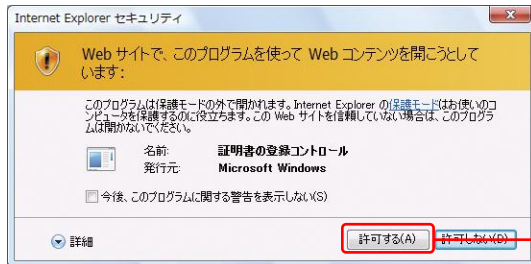 Internet Explorer セキュリティ
Web サイトで、このプログラムを使って Web コンテンツを開こうとして
います:
このプログラムは保護モードの外で開かれます。Internet Explorer の保護モードはお使いのコ
ンピュータを保護するのに役立ちます。この Web サイトを信頼していない場合は、このプログラ
ムは開かないでください。
名前: 証明書の登録コントロール
発行元: Microsoft Windows
今後、このプログラムに関する警告を表示しない(S)
詳細 許可する(A) 許可しない(D)